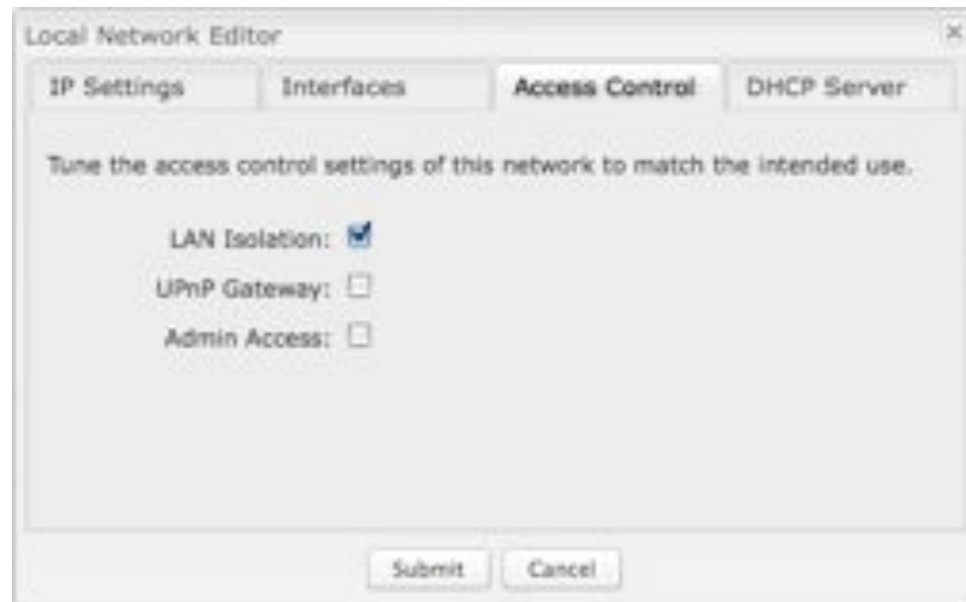 Local Network Editor
IP Settings Interfaces Access Control DHCP Server
Tune the access control settings of this network to match the intended use.
LAN Isolation:
UPnP Gateway:
Admin Access:
Submit Cancel